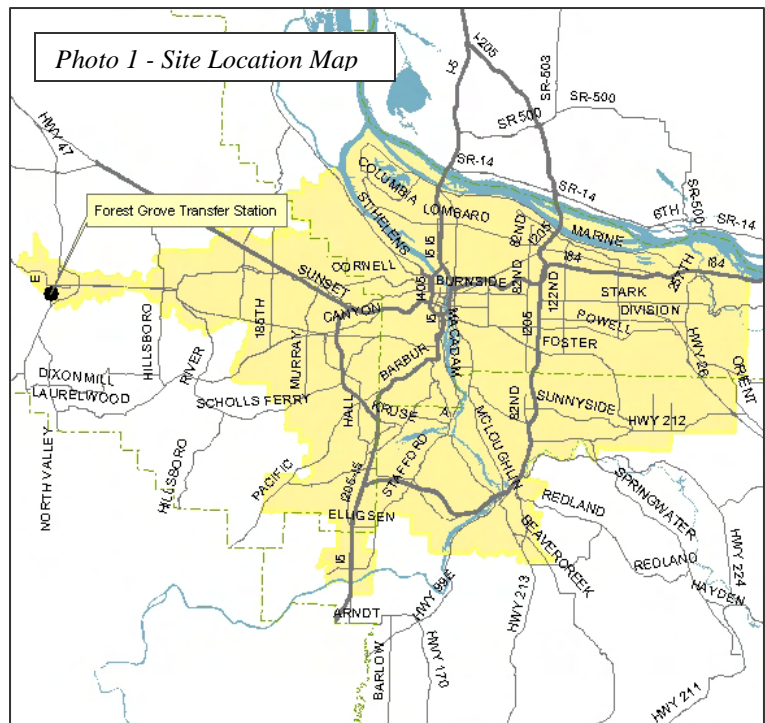 Photo 1 - Site Location Map
I-205
I-5
SR-503
SR-500
SR 500
HWY 47
SR-14
SR-14
SR-500
6TH
SR-14
COLUMBIA
LOMBARD
ST HELENS
82ND
I205
MARINE
Forest Grove Transfer Station
I5 I5
I84
257TH
I84
CORNELL
SUNSET
I405
BURNSIDE
82ND
122ND
STARK
DIVISION
E
CANYON
I5
MACADAM
I205
POWELL
FOSTER
185TH
HILLSBORO
MURRAY
BARBUR
HWY 26
ORIENT
RIVER
DIXON MILL
LAURELWOOD
SCHOLLS FERRY
HALL
KRUSE
A
82ND
SUNNYSIDE
MCLOUGHLIN
HWY 212
STAFFORD
HILLSBORO
PACIFIC
I205-I5
NORTH VALLEY
SPRINGWATER
REDLAND
ELLIGSEN
BEAVERCREEK
REDLAND
HWY 224
I5
HAYDEN
HWY 99E
HWY 213
ARNDT
BARLOW
HWY 170
HWY 211